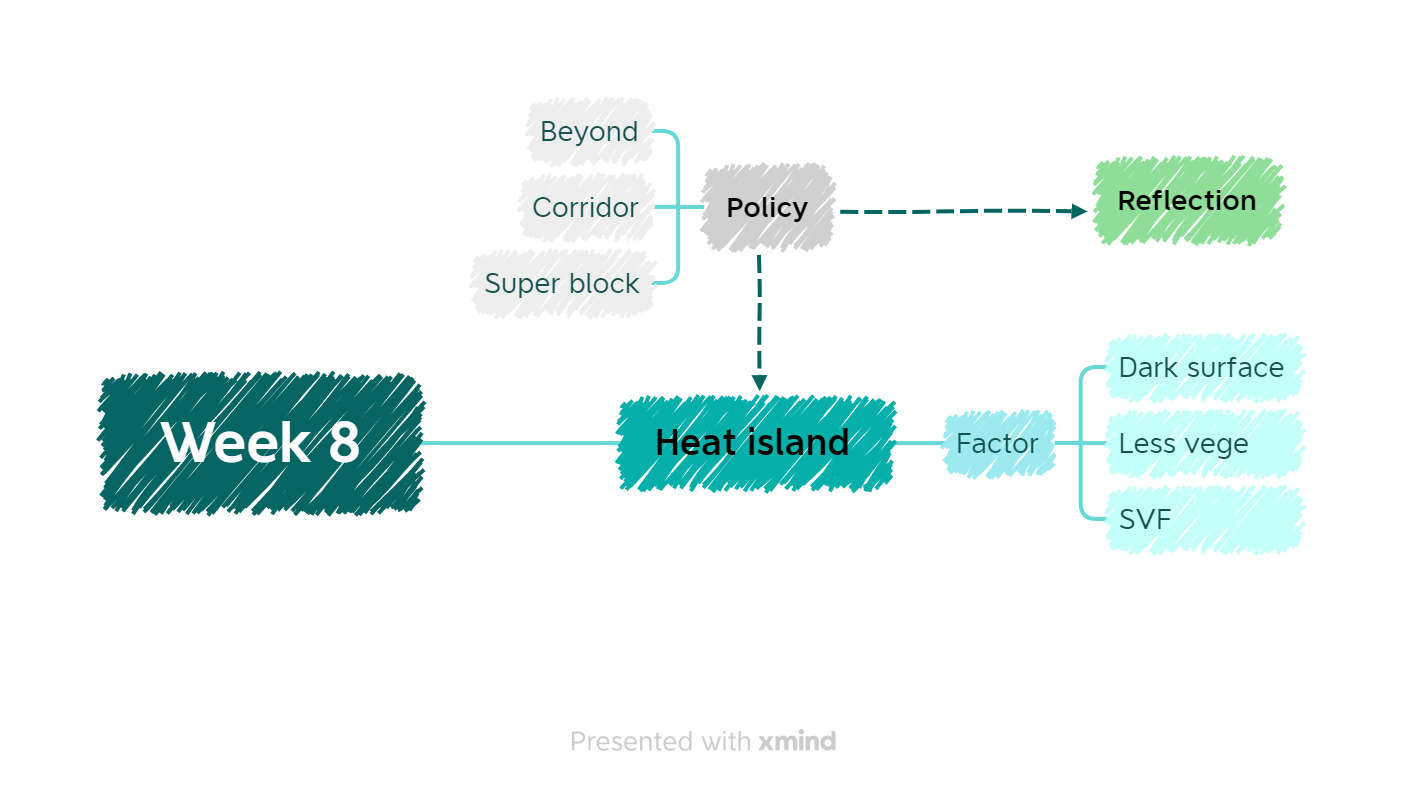 Beyond
Corridor
Super block
Policy
Reflection
Week 8
Heat island
Factor
Dark surface
Less vege
SVF
Presented with xmind